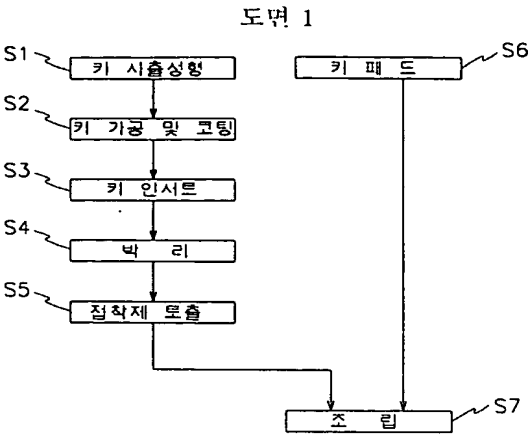 도면 1
S1
키 사출성형
S2
키 가공 및 코팅
S3
키 인서트
S4
박 리
S5
접착제 토출
S6
키 패 드
S7
조 립